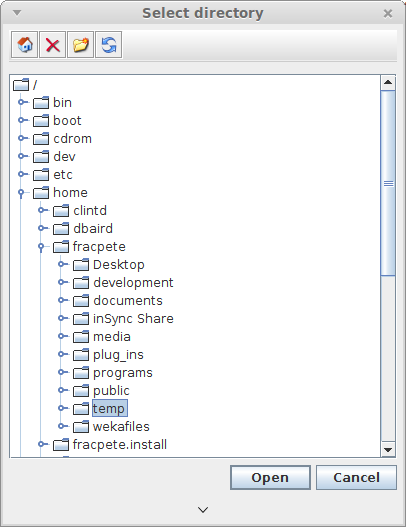 Select directory
/
bin
boot
cdrom
dev
etc
home
clintd
dbaird
fracpete
Desktop
development
documents
inSync Share
media
plug_ins
programs
public
temp
wekafiles
fracpete.install
Open
Cancel